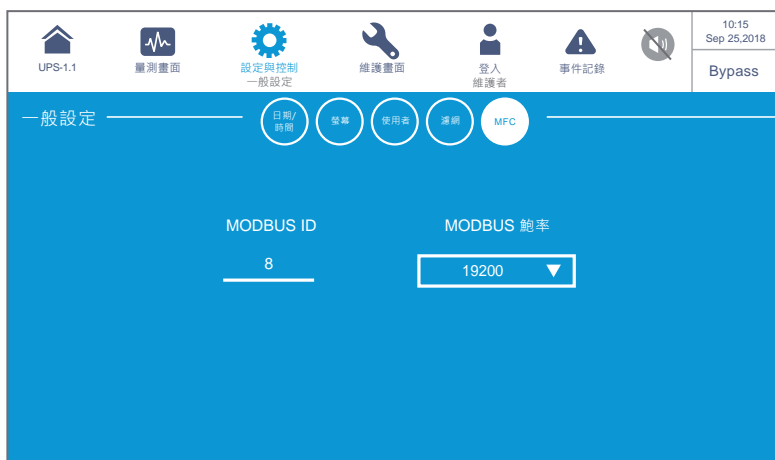 UPS-1.1
量測畫面
設定與控制
一般設定
維護畫面
登入
維護者
事件記錄
10:15
Sep 25,2018
Bypass
一般設定
日期/
時間
螢幕
使用者
濾網
MFC
MODBUS ID
MODBUS 鮑率
8
19200